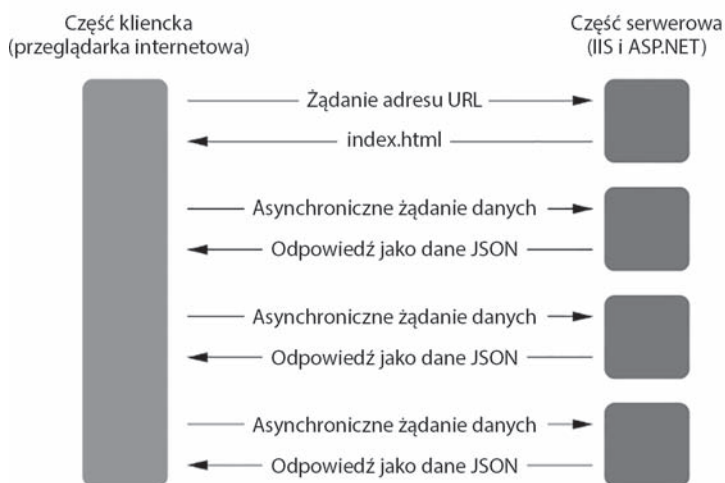 Część kliencka
(przeglądarka internetowa)
Część serwerowa
(IIS i ASP.NET)
Żądanie adresu URL
index.html
Asynchroniczne żądanie danych
Odpowiedź jako dane JSON
Asynchroniczne żądanie danych
Odpowiedź jako dane JSON
Asynchroniczne żądanie danych
Odpowiedź jako dane JSON